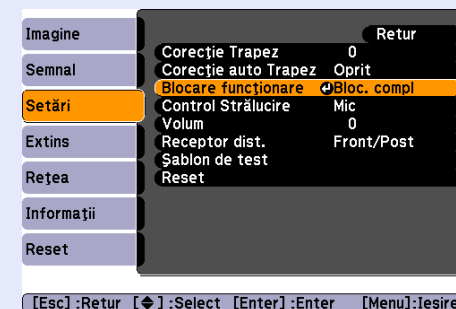 Imagine
Semnal
Setări
Extins
Reţea
Informaţii
Reset
Retur
Corecţie Trapez 0
Corecţie auto Trapez Oprit
Blocare funcţionare Bloc. compl
Control Strălucire Mic
Volum 0
Receptor dist. Front/Post
Şablon de test
Reset
[Esc] :Retur [ ] :Select [Enter] :Enter [Menu]:Iesire